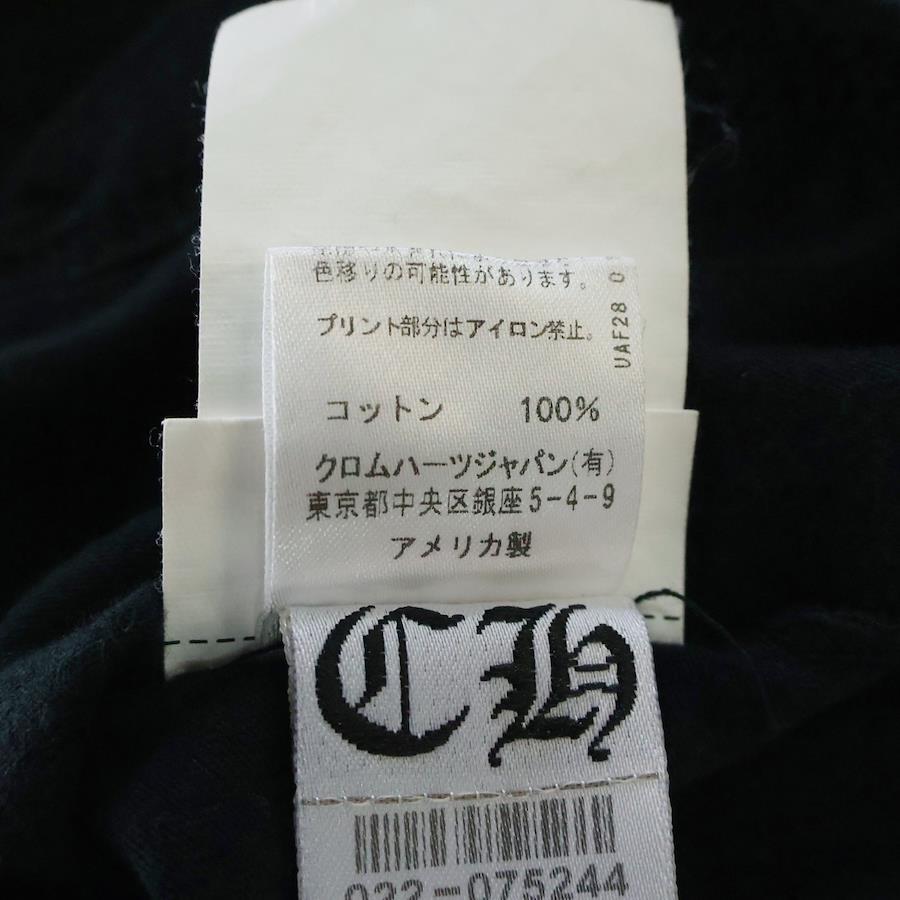 色移りの可能性があります。
プリント部分はアイロン禁止。
UAF28 0
コットン 100%
クロムハーツジャパン(有)
東京都中央区銀座5-4-9
アメリカ製
CH
022-075244